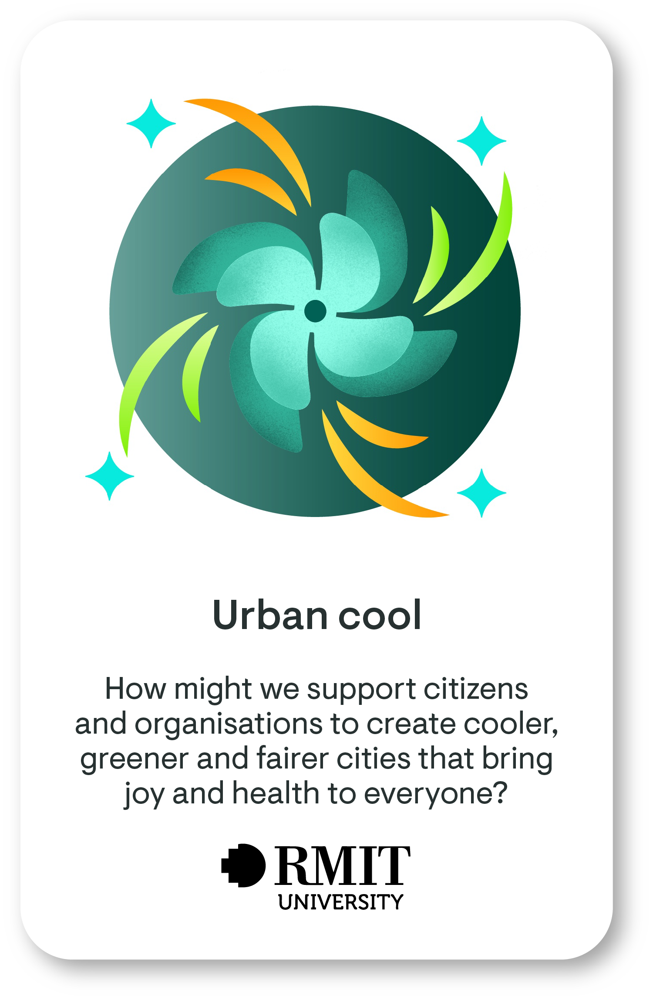 Urban cool
How might we support citizens
and organisations to create cooler,
greener and fairer cities that bring
joy and health to everyone?
RMIT
UNIVERSITY